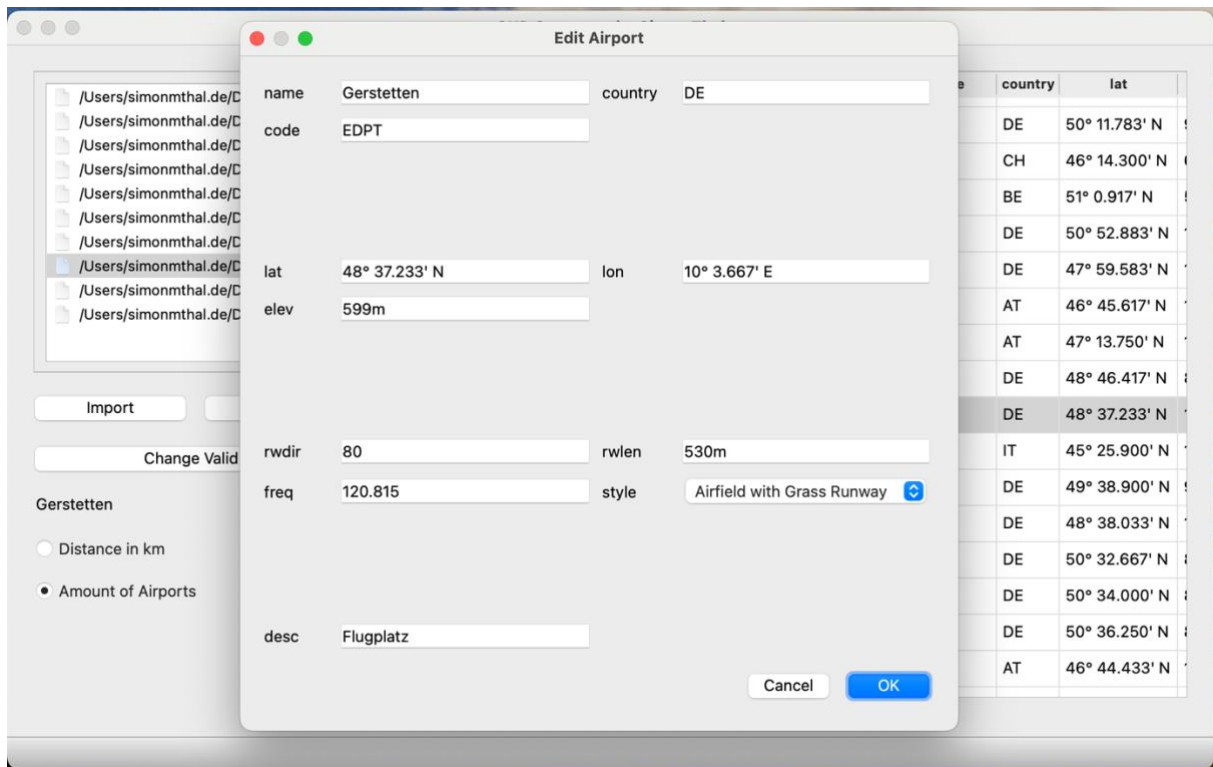 Edit Airport
/Users/simonmthal.de/D
/Users/simonmthal.de/D
/Users/simonmthal.de/D
/Users/simonmthal.de/D
/Users/simonmthal.de/D
/Users/simonmthal.de/D
/Users/simonmthal.de/D
/Users/simonmthal.de/D
/Users/simonmthal.de/D
/Users/simonmthal.de/D
Import
Change Valid
Gerstetten
Distance in km
Amount of Airports
name Gerstetten country DE
code EDPT
lat 48° 37.233' N lon 10° 3.667' E
elev 599m
rwdir 80 rwlen 530m
freq 120.815 style Airfield with Grass Runway
desc Flugplatz
Cancel OK
country lat
DE 50° 11.783' N
CH 46° 14.300' N
BE 51° 0.917' N
DE 50° 52.883' N
DE 47° 59.583' N
AT 46° 45.617' N
AT 47° 13.750' N
DE 48° 46.417' N
DE 48° 37.233' N
IT 45° 25.900' N
DE 49° 38.900' N
DE 48° 38.033' N
DE 50° 32.667' N
DE 50° 34.000' N
DE 50° 36.250' N
AT 46° 44.433' N